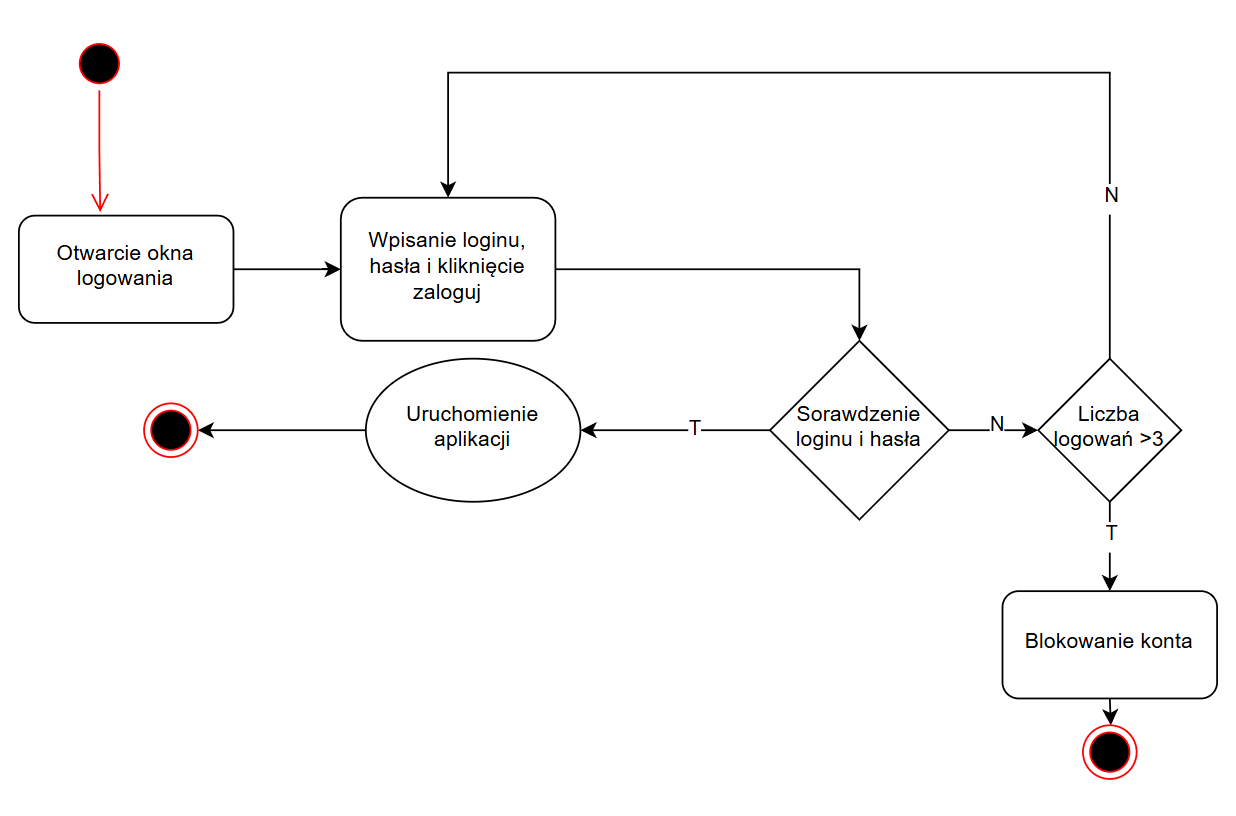 N
Otwarcie okna
logowania
Wpisanie loginu,
hasła i kliknięcie
zaloguj
Uruchomienie
aplikacji
T
Sorawdzenie
loginu i hasła
N
Liczba
logowań >3
T
Blokowanie konta